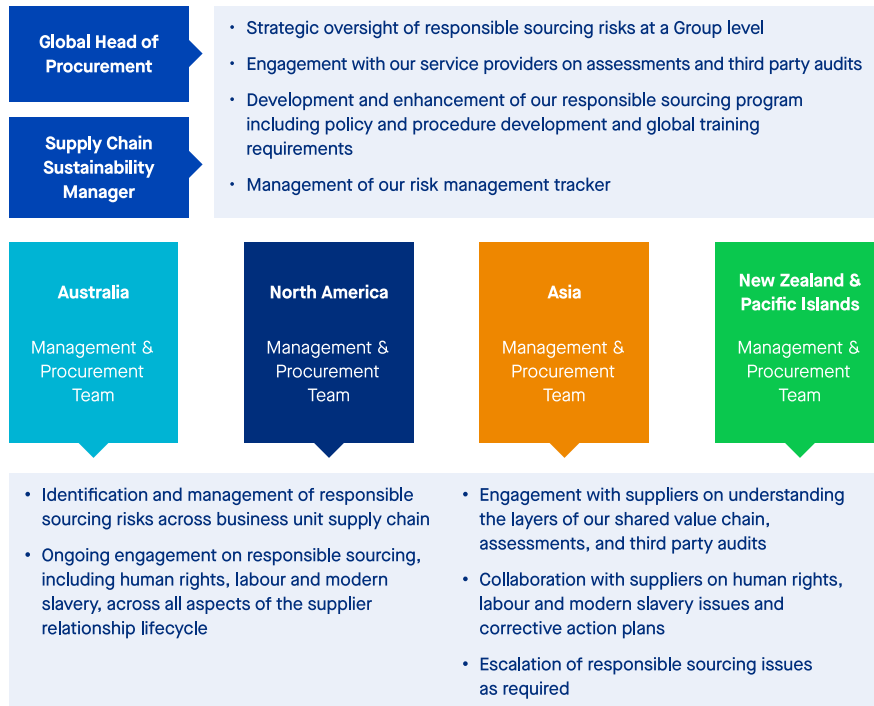 Global Head of
Procurement
Supply Chain
Sustainability
Manager
• Strategic oversight of responsible sourcing risks at a Group level
• Engagement with our service providers on assessments and third party audits
• Development and enhancement of our responsible sourcing program
including policy and procedure development and global training
requirements
• Management of our risk management tracker
Australia
Management &
Procurement
Team
North America
Management &
Procurement
Team
Asia
Management &
Procurement
Team
New Zealand &
Pacific Islands
Management &
Procurement
Team
• Identification and management of responsible
sourcing risks across business unit supply chain
• Ongoing engagement on responsible sourcing,
including human rights, labour and modern
slavery, across all aspects of the supplier
relationship lifecycle
• Engagement with suppliers on understanding
the layers of our shared value chain,
assessments, and third party audits
• Collaboration with suppliers on human rights,
labour and modern slavery issues and
corrective action plans
• Escalation of responsible sourcing issues
as required